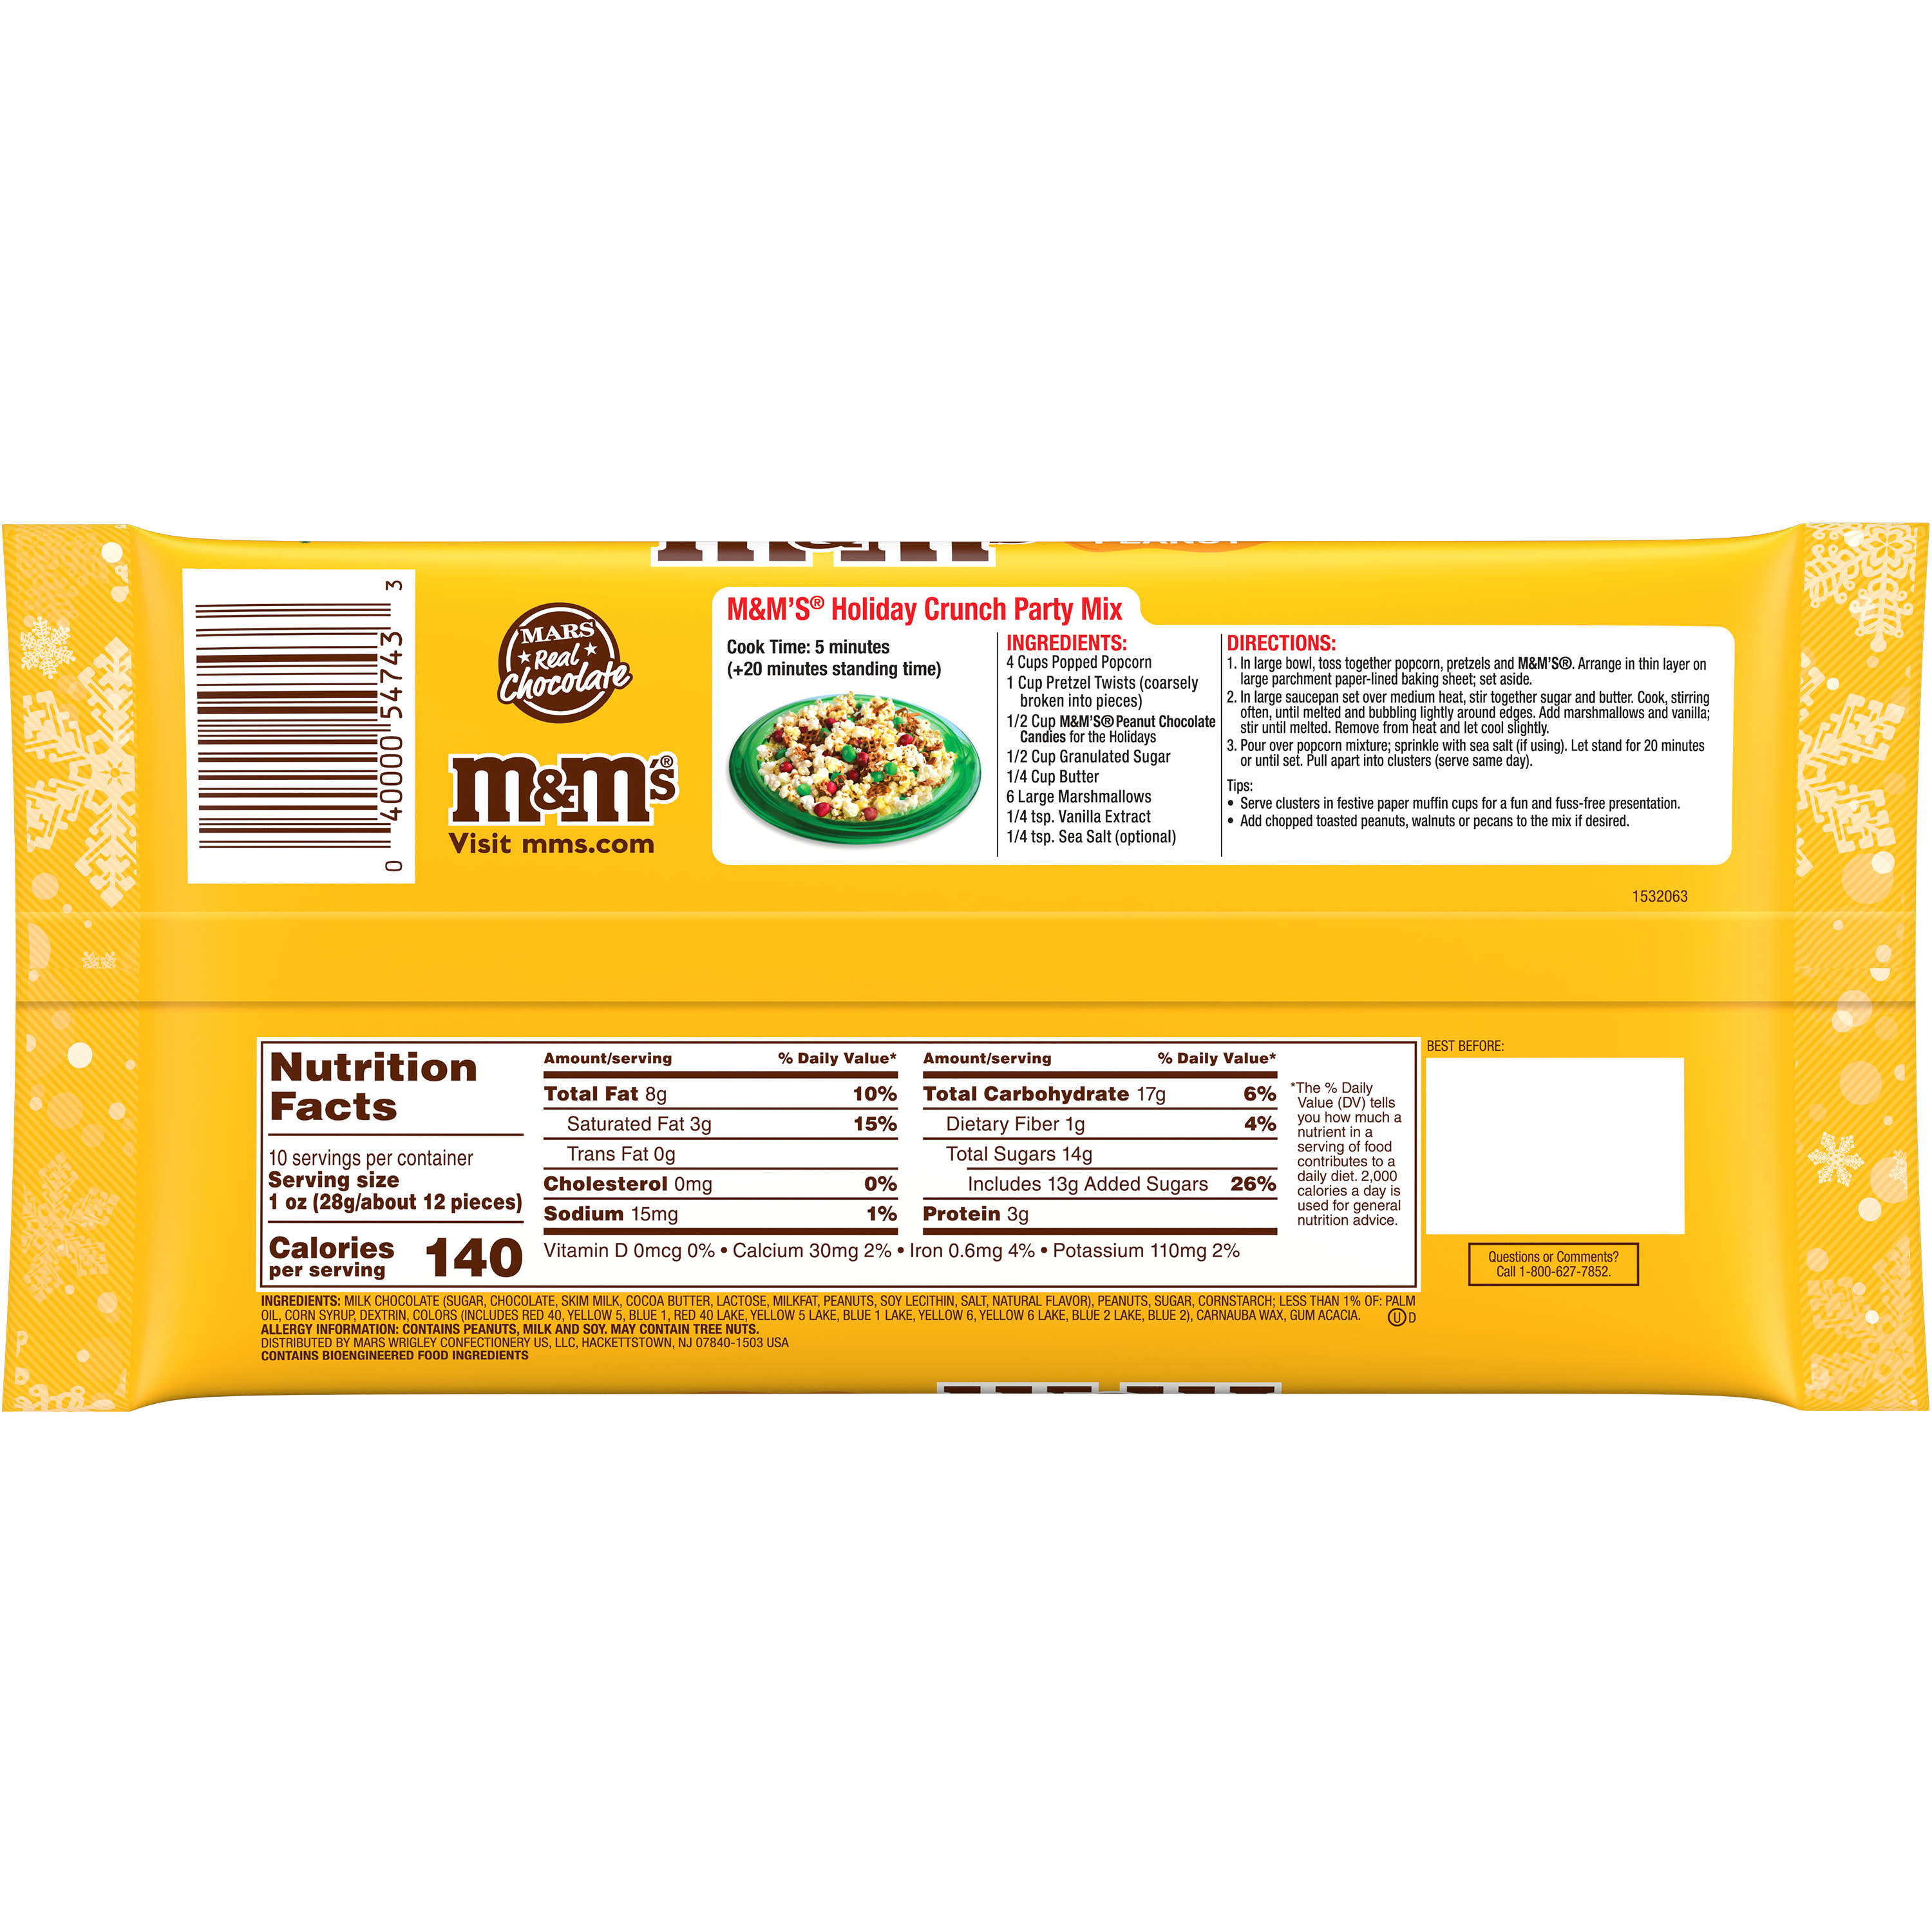 PEANUT
3
54743
40000
0
MARS
Real
Chocolate
m&m's®
Visit mms.com
M&M'S® Holiday Crunch Party Mix
Cook Time: 5 minutes
(+20 minutes standing time)
INGREDIENTS:
4 Cups Popped Popcorn
1 Cup Pretzel Twists (coarsely
broken into pieces)
1/2 Cup M&M'S® Peanut Chocolate
Candies for the Holidays
1/2 Cup Granulated Sugar
1/4 Cup Butter
6 Large Marshmallows
1/4 tsp. Vanilla Extract
1/4 tsp. Sea Salt (optional)
DIRECTIONS:
1. In large bowl, toss together popcorn, pretzels and M&M'S®. Arrange in thin layer on
large parchment paper-lined baking sheet; set aside.
2. In large saucepan set over medium heat, stir together sugar and butter. Cook, stirring
often, until melted and bubbling lightly around edges. Add marshmallows and vanilla;
stir until melted. Remove from heat and let cool slightly.
3. Pour over popcorn mixture; sprinkle with sea salt (if using). Let stand for 20 minutes
or until set. Pull apart into clusters (serve same day).
Tips:
• Serve clusters in festive paper muffin cups for a fun and fuss-free presentation.
• Add chopped toasted peanuts, walnuts or pecans to the mix if desired.
1532063
Nutrition
Facts
10 servings per container
Serving size
1 oz (28g/about 12 pieces)
Calories
per serving 140
Amount/serving % Daily Value*
Total Fat 8g 10%
Saturated Fat 3g 15%
Trans Fat 0g
Cholesterol 0mg 0%
Sodium 15mg 1%
Amount/serving % Daily Value*
Total Carbohydrate 17g 6%
Dietary Fiber 1g 4%
Total Sugars 14g
Includes 13g Added Sugars 26%
Protein 3g
Vitamin D 0mcg 0% • Calcium 30mg 2% • Iron 0.6mg 4% • Potassium 110mg 2%
*The % Daily
Value (DV) tells
you how much a
nutrient in a
serving of food
contributes to a
daily diet. 2,000
calories a day is
used for general
nutrition advice.
BEST BEFORE:
Questions or Comments?
Call 1-800-627-7852.
INGREDIENTS: MILK CHOCOLATE (SUGAR, CHOCOLATE, SKIM MILK, COCOA BUTTER, LACTOSE, MILKFAT, PEANUTS, SOY LECITHIN, SALT, NATURAL FLAVOR), PEANUTS, SUGAR, CORNSTARCH; LESS THAN 1% OF: PALM
OIL, CORN SYRUP, DEXTRIN, COLORS (INCLUDES RED 40, YELLOW 5, BLUE 1, RED 40 LAKE, YELLOW 5 LAKE, BLUE 1 LAKE, YELLOW 6, YELLOW 6 LAKE, BLUE 2 LAKE, BLUE 2), CARNAUBA WAX, GUM ACACIA. U D
ALLERGY INFORMATION: CONTAINS PEANUTS, MILK AND SOY. MAY CONTAIN TREE NUTS.
DISTRIBUTED BY MARS WRIGLEY CONFECTIONERY US, LLC, HACKETTSTOWN, NJ 07840-1503 USA
CONTAINS BIOENGINEERED FOOD INGREDIENTS